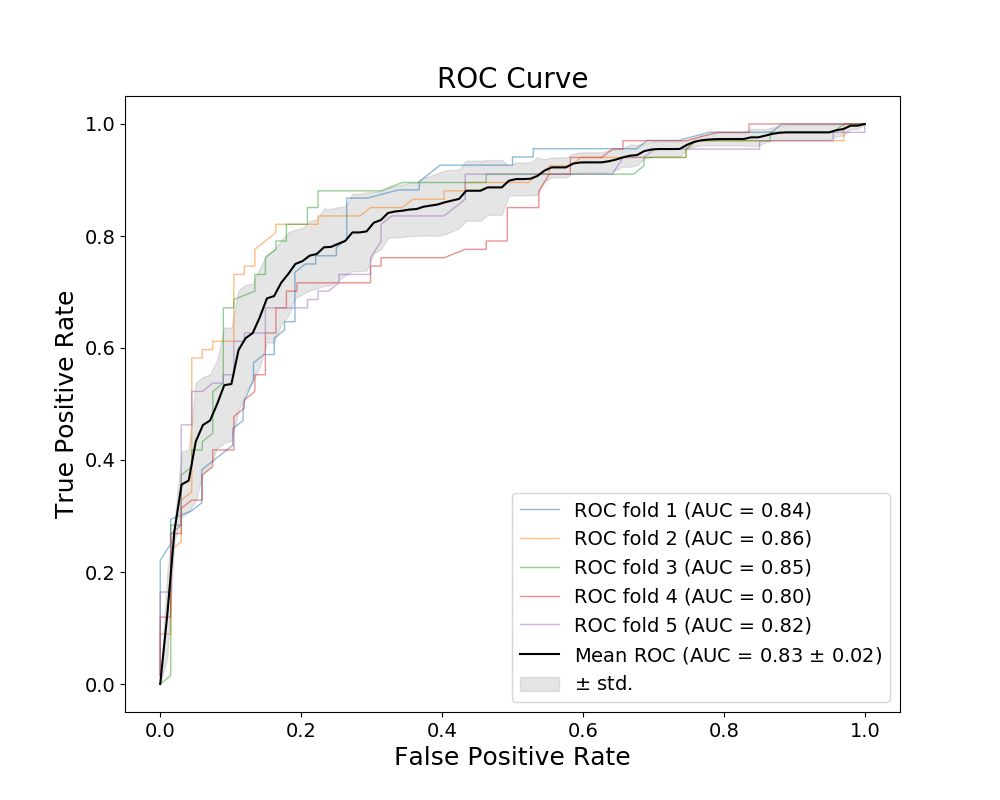 ROC Curve
True Positive Rate
1.0
0.8
0.6
0.4
0.2
0.0
ROC fold 1 (AUC = 0.84)
ROC fold 2 (AUC = 0.86)
ROC fold 3 (AUC = 0.85)
ROC fold 4 (AUC = 0.80)
ROC fold 5 (AUC = 0.82)
Mean ROC (AUC = 0.83 ± 0.02)
± std.
0.0 0.2 0.4 0.6 0.8 1.0
False Positive Rate